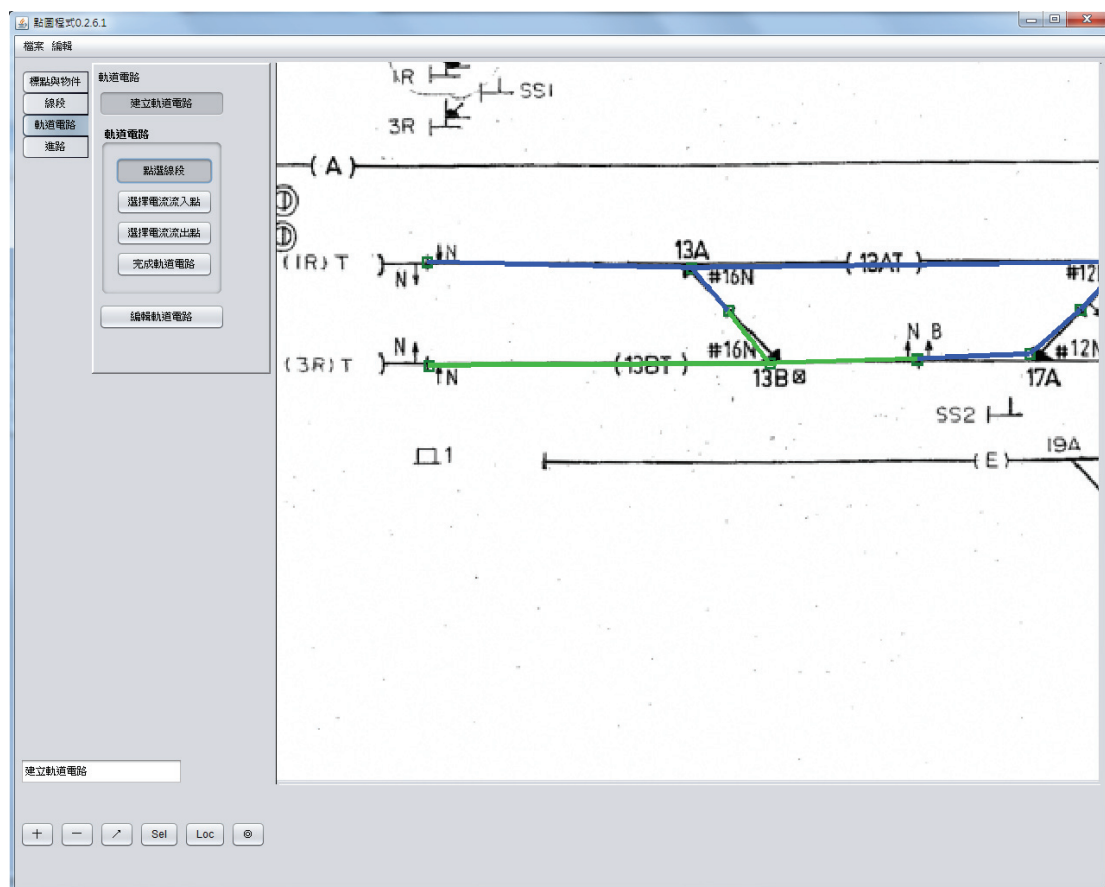 點圖程式0.2.6.1
檔案 編輯
標點與物件
線段
軌道電路
進路
軌道電路
建立軌道電路
軌道電路
點選線段
選擇電流流入點
選擇電流流出點
完成軌道電路
編輯軌道電路
1R
SS1
3R
(A)
(1R)T
N
N
13A
#16N
(13AT)
#12
(3R)T
N
N
(13BT)
#16N
13B
N B
#12N
17A
SS2
1
(E)
19A
建立軌道電路
+
−
↗
Sel
Loc
◎